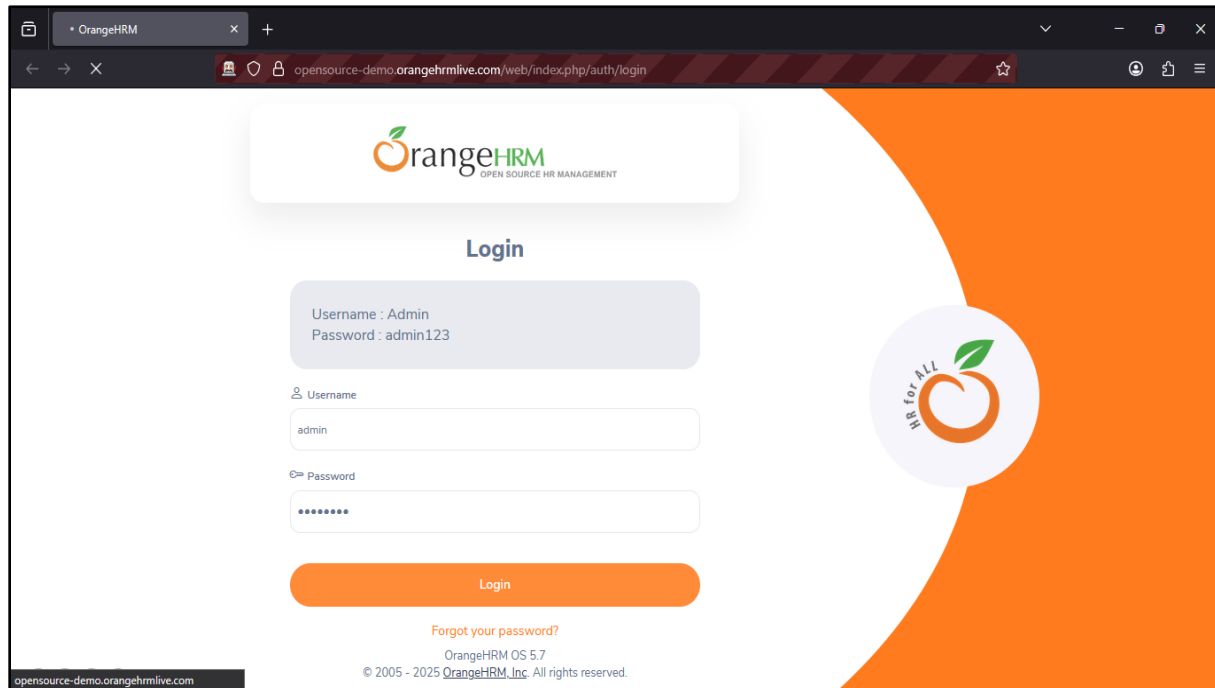 OrangeHRM
opensource-demo.orangehrmlive.com/web/index.php/auth/login
OrangeHRM
OPEN SOURCE HR MANAGEMENT
Login
Username : Admin
Password : admin123
Username
admin
Password
••••••••
Login
Forgot your password?
OrangeHRM OS 5.7
© 2005 - 2025 OrangeHRM, Inc. All rights reserved.
HR for ALL
opensource-demo.orangehrmlive.com